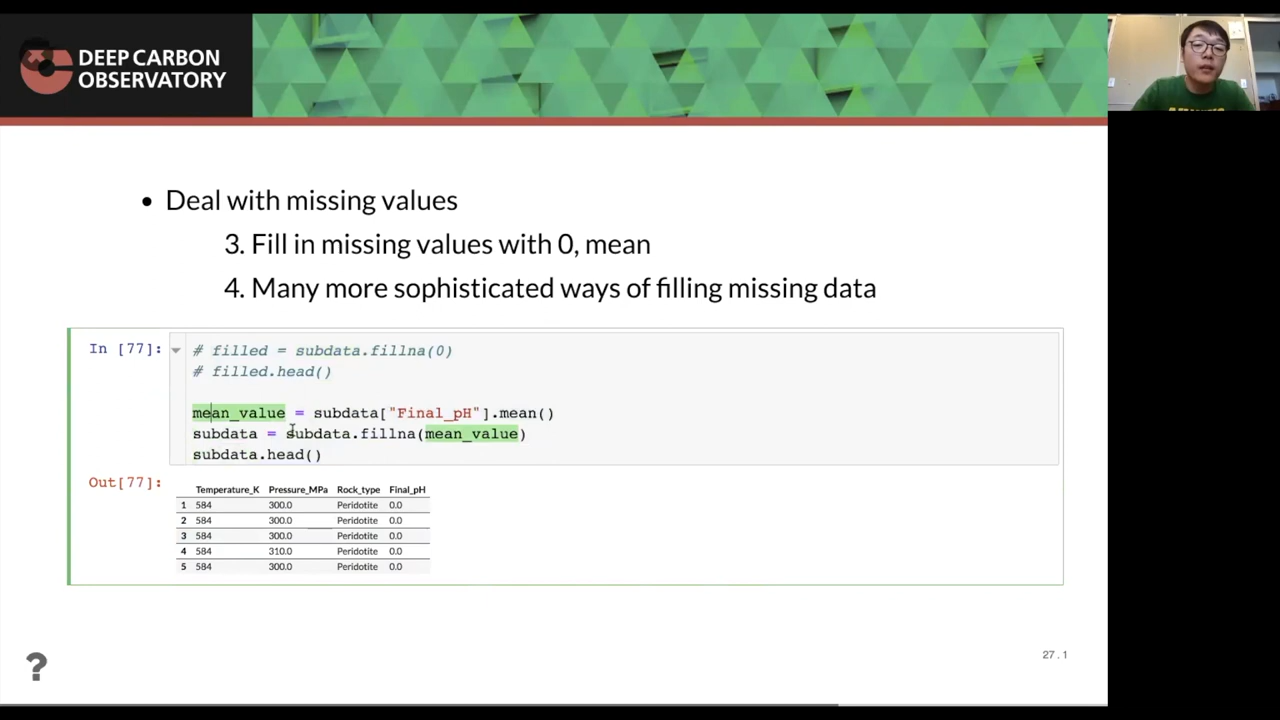 DEEP CARBON
OBSERVATORY
• Deal with missing values
3. Fill in missing values with 0, mean
4. Many more sophisticated ways of filling missing data
In [77]:
# filled = subdata.fillna(0)
# filled.head()
mean_value = subdata["Final_pH"].mean()
subdata = subdata.fillna(mean_value)
subdata.head()
Out[77]:
Temperature_K Pressure_MPa Rock_type Final_pH
1 584 300.0 Peridotite 0.0
2 584 300.0 Peridotite 0.0
3 584 300.0 Peridotite 0.0
4 584 310.0 Peridotite 0.0
5 584 300.0 Peridotite 0.0
?
27.1